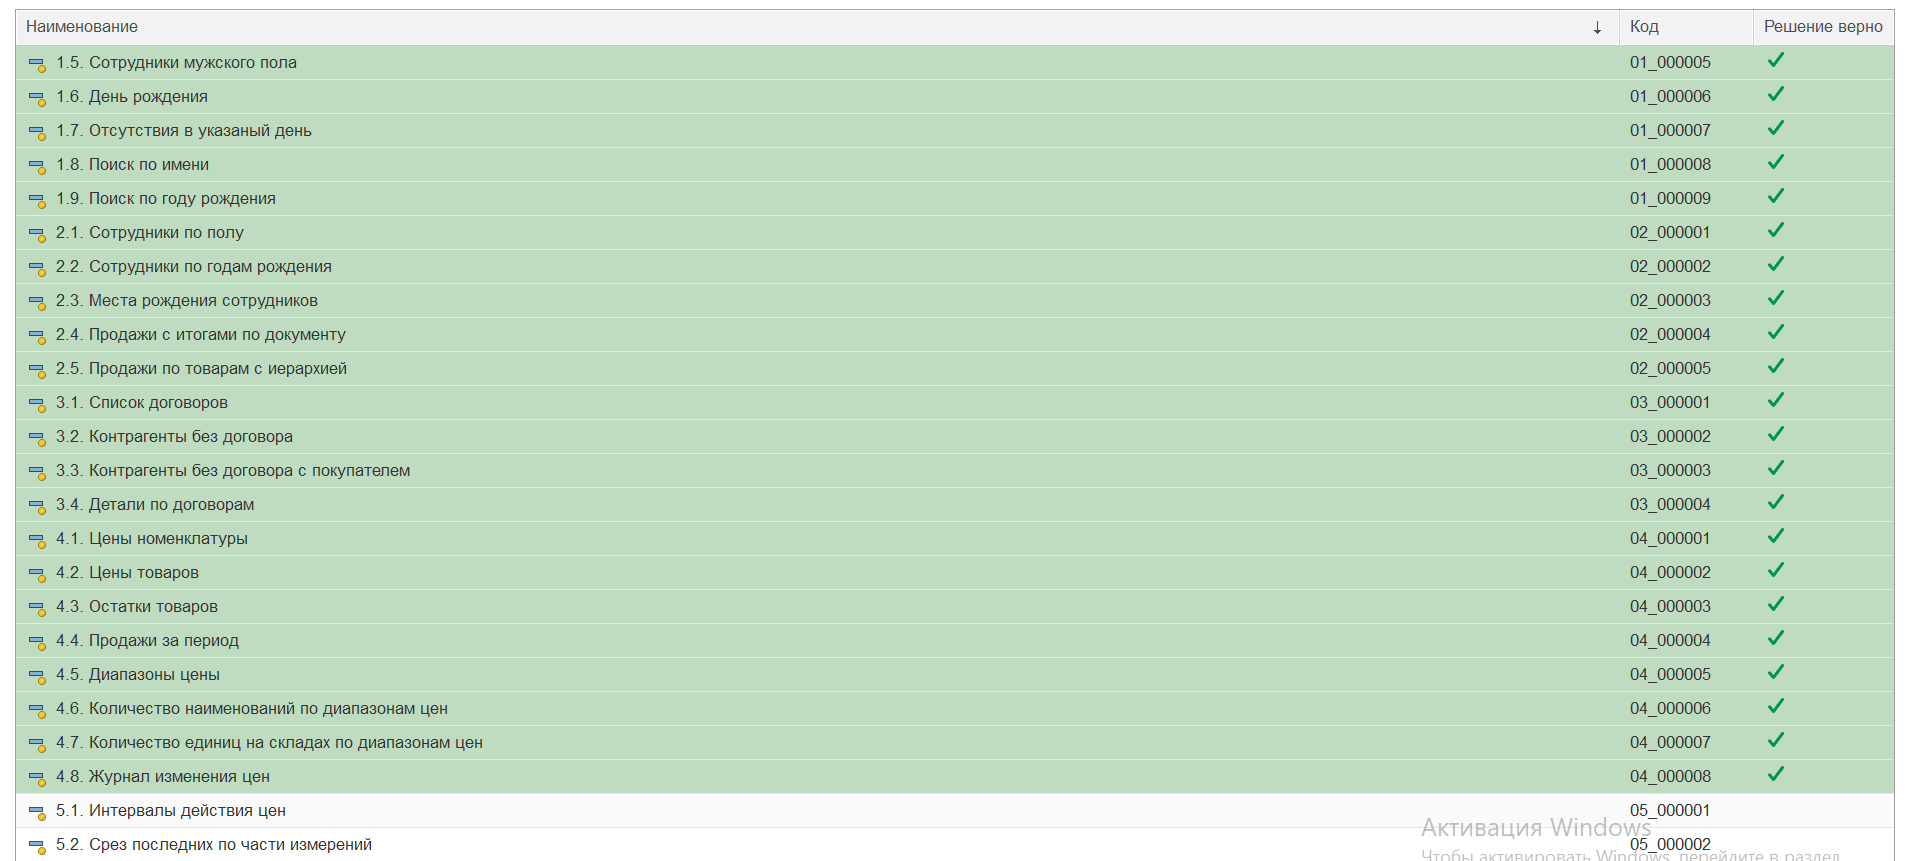 Наименование ↓ Код Решение верно
1.5. Сотрудники мужского пола 01_000005
1.6. День рождения 01_000006
1.7. Отсутствия в указаный день 01_000007
1.8. Поиск по имени 01_000008
1.9. Поиск по году рождения 01_000009
2.1. Сотрудники по полу 02_000001
2.2. Сотрудники по годам рождения 02_000002
2.3. Места рождения сотрудников 02_000003
2.4. Продажи с итогами по документу 02_000004
2.5. Продажи по товарам с иерархией 02_000005
3.1. Список договоров 03_000001
3.2. Контрагенты без договора 03_000002
3.3. Контрагенты без договора с покупателем 03_000003
3.4. Детали по договорам 03_000004
4.1. Цены номенклатуры 04_000001
4.2. Цены товаров 04_000002
4.3. Остатки товаров 04_000003
4.4. Продажи за период 04_000004
4.5. Диапазоны цены 04_000005
4.6. Количество наименований по диапазонам цен 04_000006
4.7. Количество единиц на складах по диапазонам цен 04_000007
4.8. Журнал изменения цен 04_000008
5.1. Интервалы действия цен 05_000001
Активация Windows
5.2. Срез последних по части измерений 05_000002
Чтобы активировать Windows, перейдите в раздел